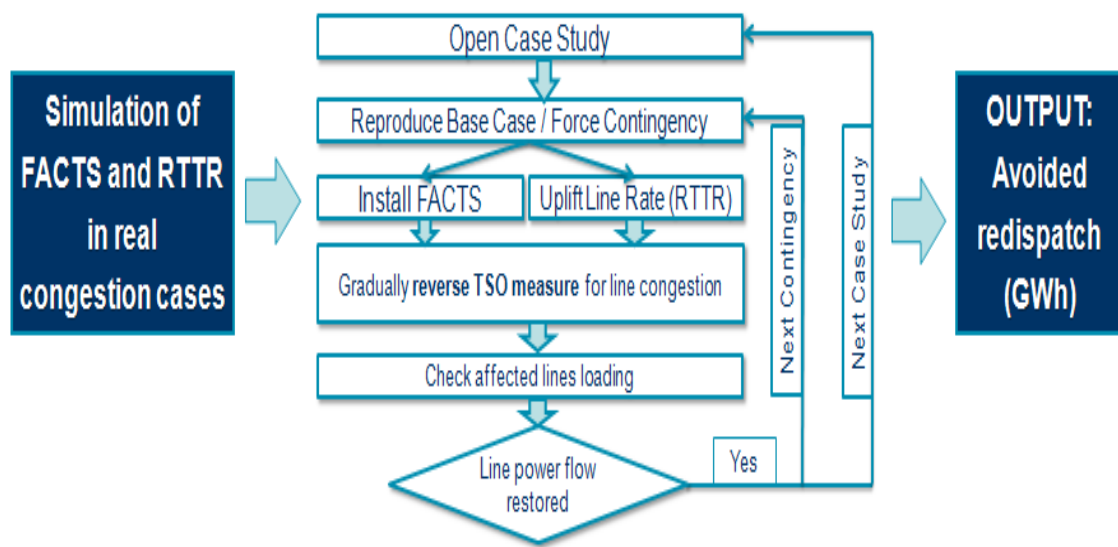 Simulation of
FACTS and RTTR
in real
congestion cases
Open Case Study
Reproduce Base Case / Force Contingency
Install FACTS
Uplift Line Rate (RTTR)
Gradually reverse TSO measure for line congestion
Check affected lines loading
Line power flow
restored
Yes
Next Contingency
Next Case Study
OUTPUT:
Avoided
redispatch
(GWh)